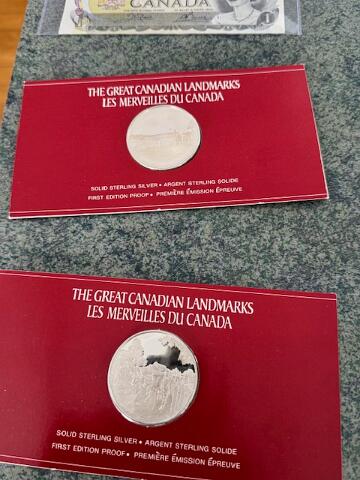 CANADA
1
THE GREAT CANADIAN LANDMARKS
LES MERVEILLES DU CANADA
SOLID STERLING SILVER • ARGENT STERLING SOLIDE
FIRST EDITION PROOF • PREMIÈRE ÉMISSION ÉPREUVE
THE GREAT CANADIAN LANDMARKS
LES MERVEILLES DU CANADA
SOLID STERLING SILVER • ARGENT STERLING SOLIDE
FIRST EDITION PROOF • PREMIÈRE ÉMISSION ÉPREUVE